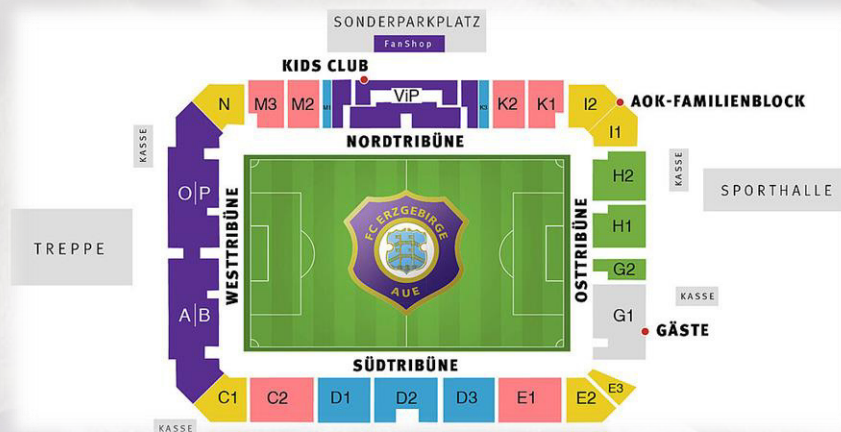 SONDERPARKPLATZ
FanShop
KIDS CLUB
N
M3
M2
M1
ViP
K3
K2
K1
I2
AOK-FAMILIENBLOCK
I1
NORDTRIBÜNE
KASSE
KASSE
O|P
H2
SPORTHALLE
TREPPE
WESTTRIBÜNE
FC ERZGEBIRGE
AUE
OSTTRIBÜNE
H1
G2
KASSE
A|B
G1
GÄSTE
SÜDTRIBÜNE
C1
C2
D1
D2
D3
E1
E2
E3
KASSE